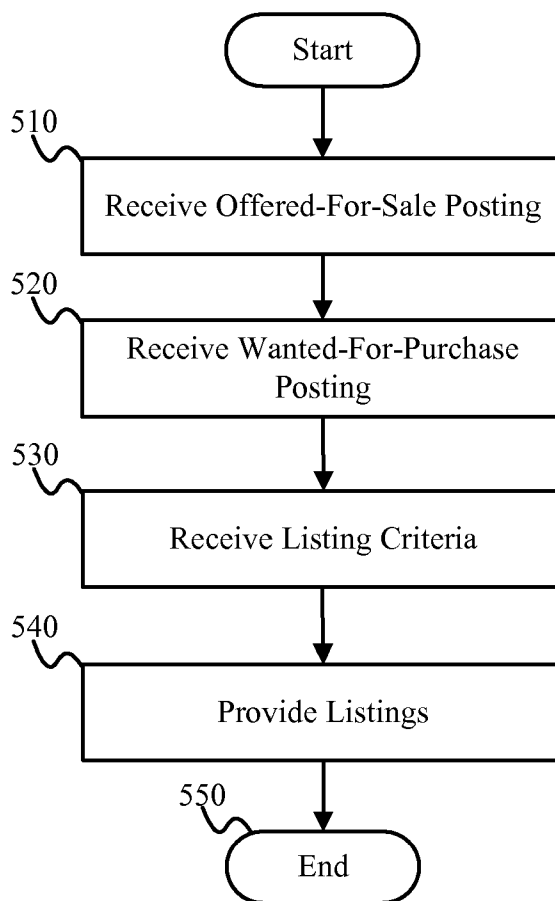 Start
510
Receive Offered-For-Sale Posting
520
Receive Wanted-For-Purchase
Posting
530
Receive Listing Criteria
540
Provide Listings
550
End